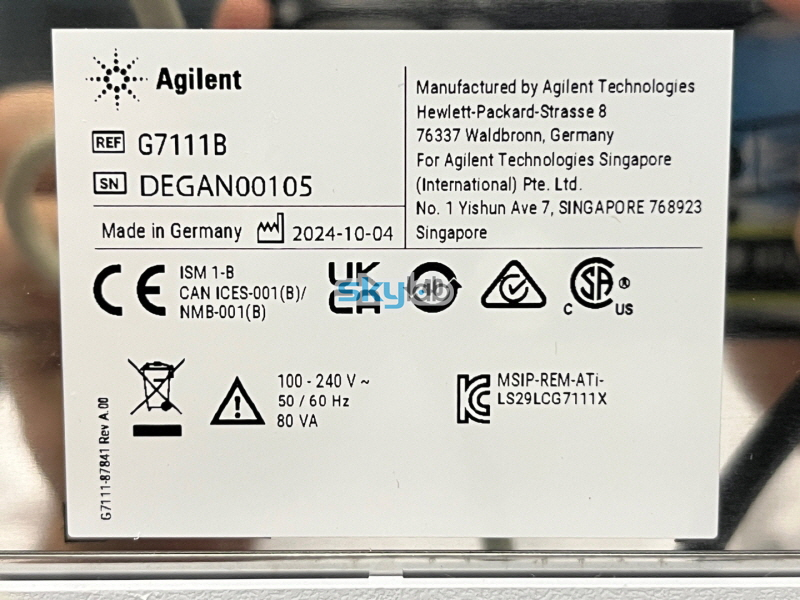 Agilent
REF G7111B
SN DEGAN00105
Made in Germany 2024-10-04
Manufactured by Agilent Technologies
Hewlett-Packard-Strasse 8
76337 Waldbronn, Germany
For Agilent Technologies Singapore
(International) Pte. Ltd.
No. 1 Yishun Ave 7, SINGAPORE 768923
Singapore
CE
ISM 1-B
CAN ICES-001(B)/
NMB-001(B)
UK
CA
skylab
C SA ® US
100 - 240 V ~
50 / 60 Hz
80 VA
MSIP-REM-ATi-
LS29LCG7111X
G7111-87841 Rev A.00